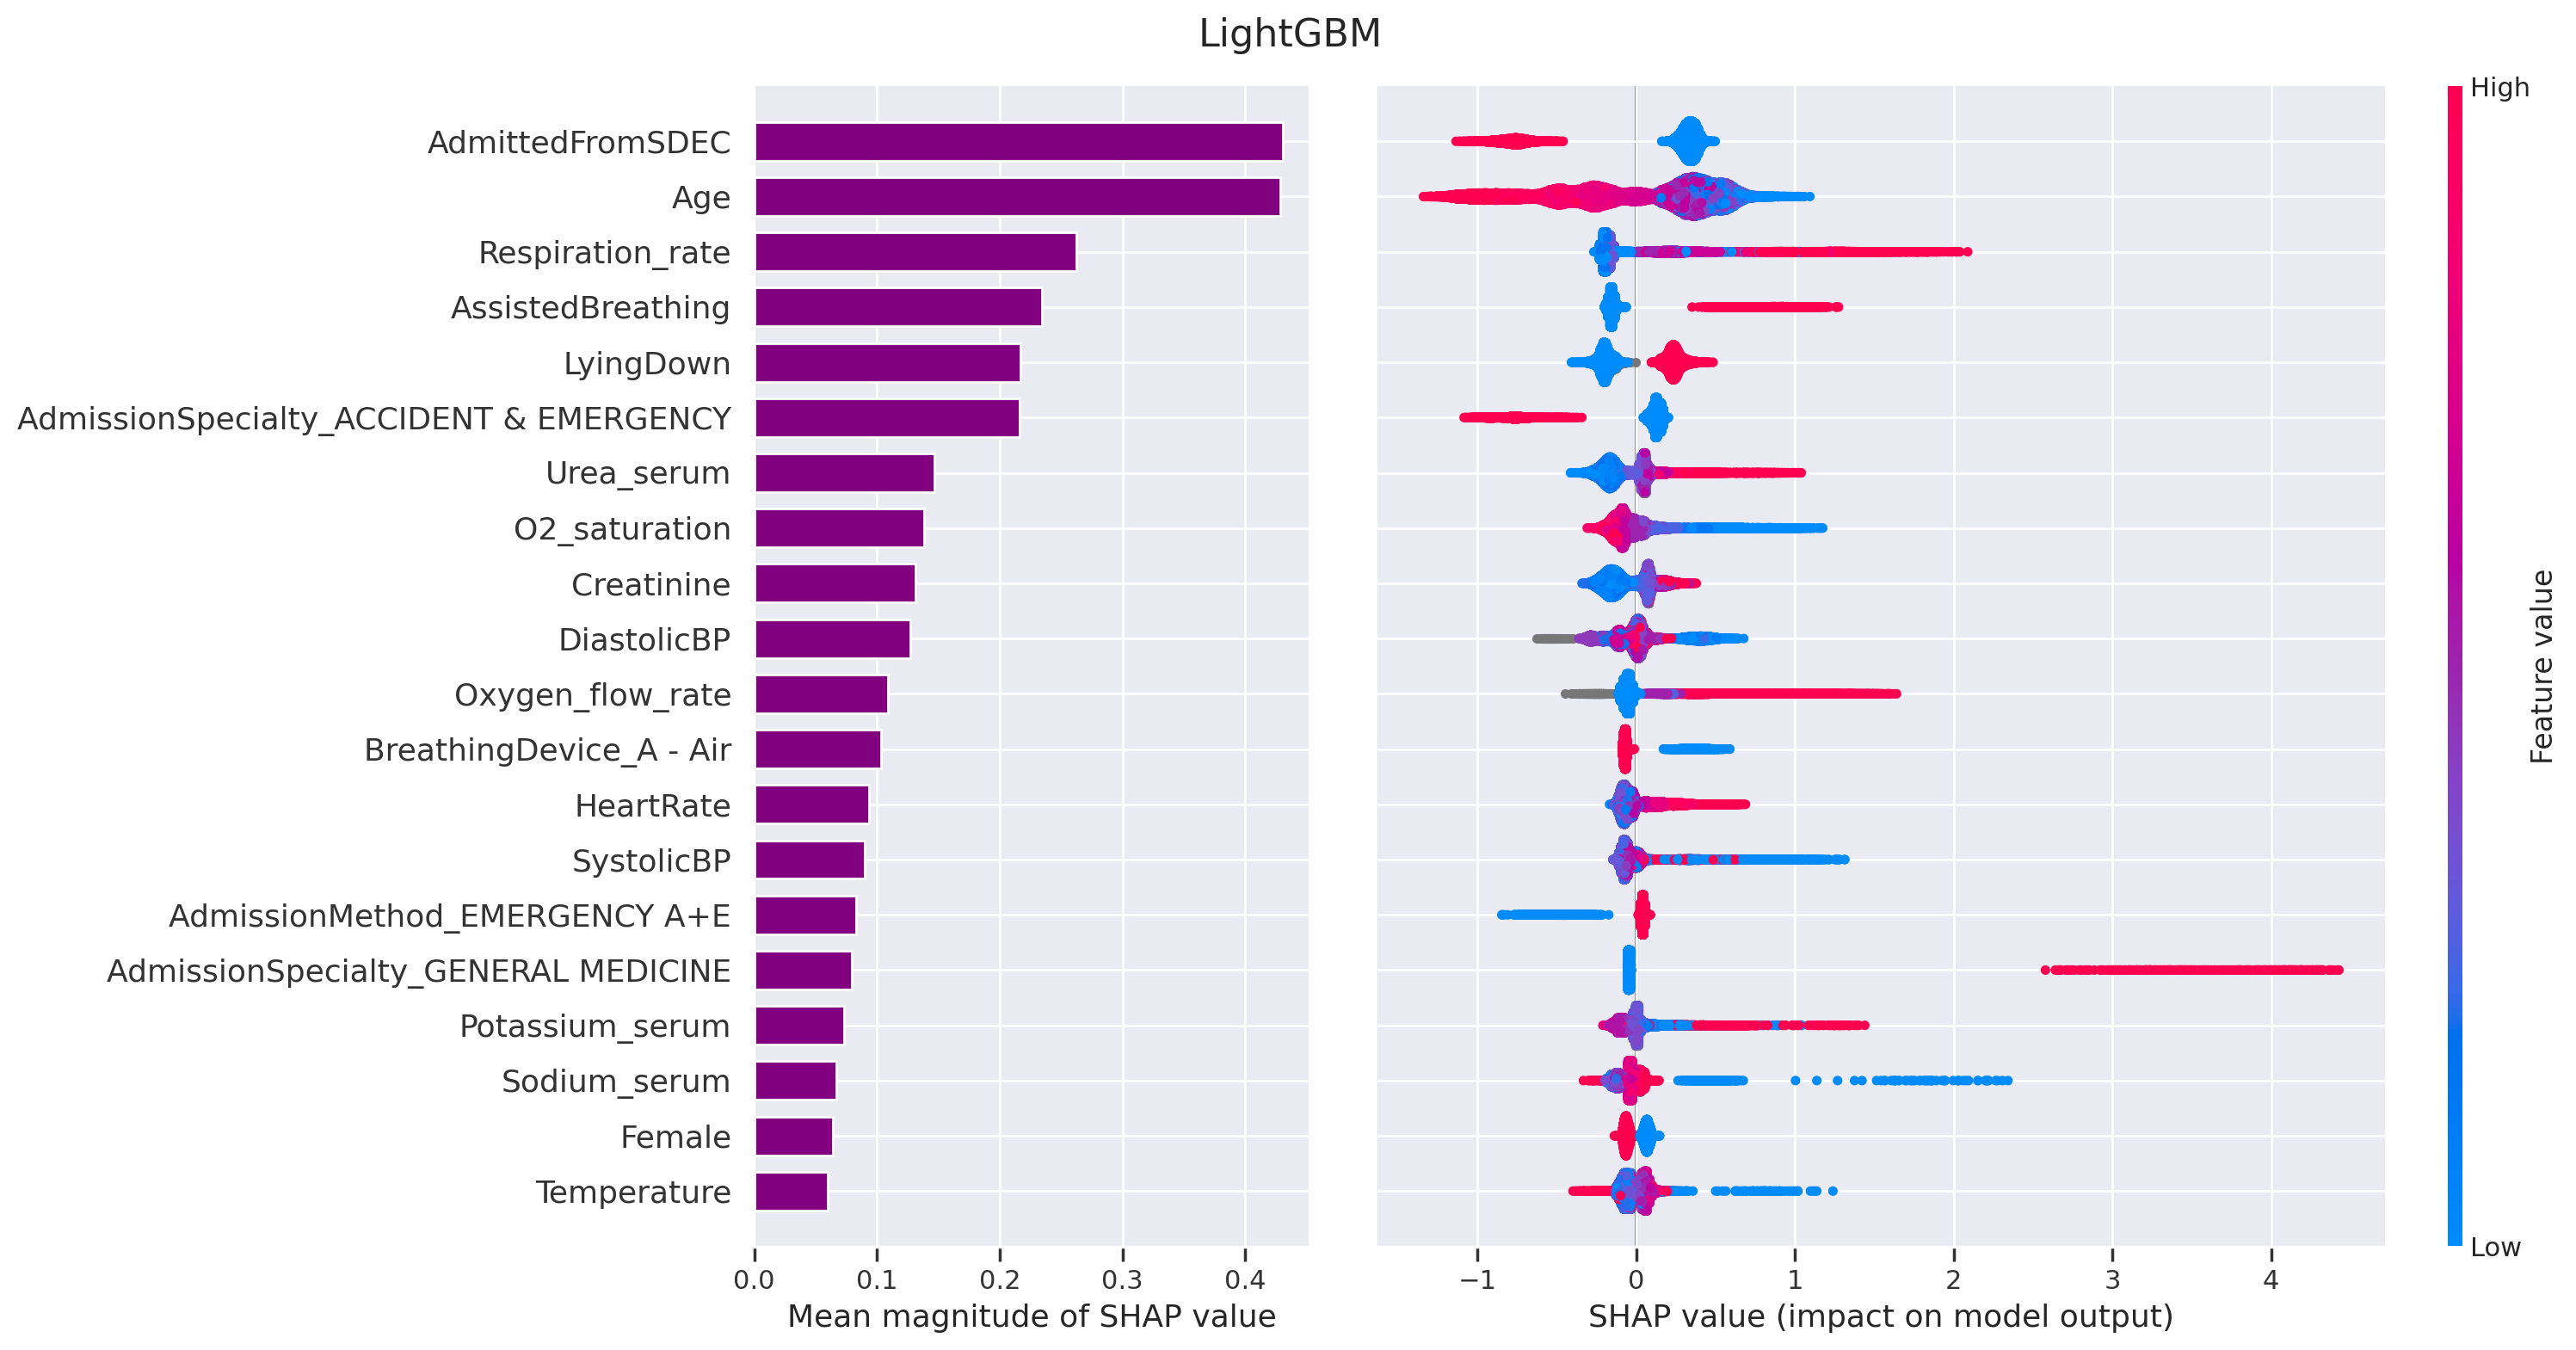 LightGBM
AdmittedFromSDEC
Age
Respiration_rate
AssistedBreathing
LyingDown
AdmissionSpecialty_ACCIDENT & EMERGENCY
Urea_serum
O2_saturation
Creatinine
DiastolicBP
Oxygen_flow_rate
BreathingDevice_A - Air
HeartRate
SystolicBP
AdmissionMethod_EMERGENCY A+E
AdmissionSpecialty_GENERAL MEDICINE
Potassium_serum
Sodium_serum
Female
Temperature
0.0 0.1 0.2 0.3 0.4
Mean magnitude of SHAP value
−1 0 1 2 3 4
SHAP value (impact on model output)
High
Feature value
Low